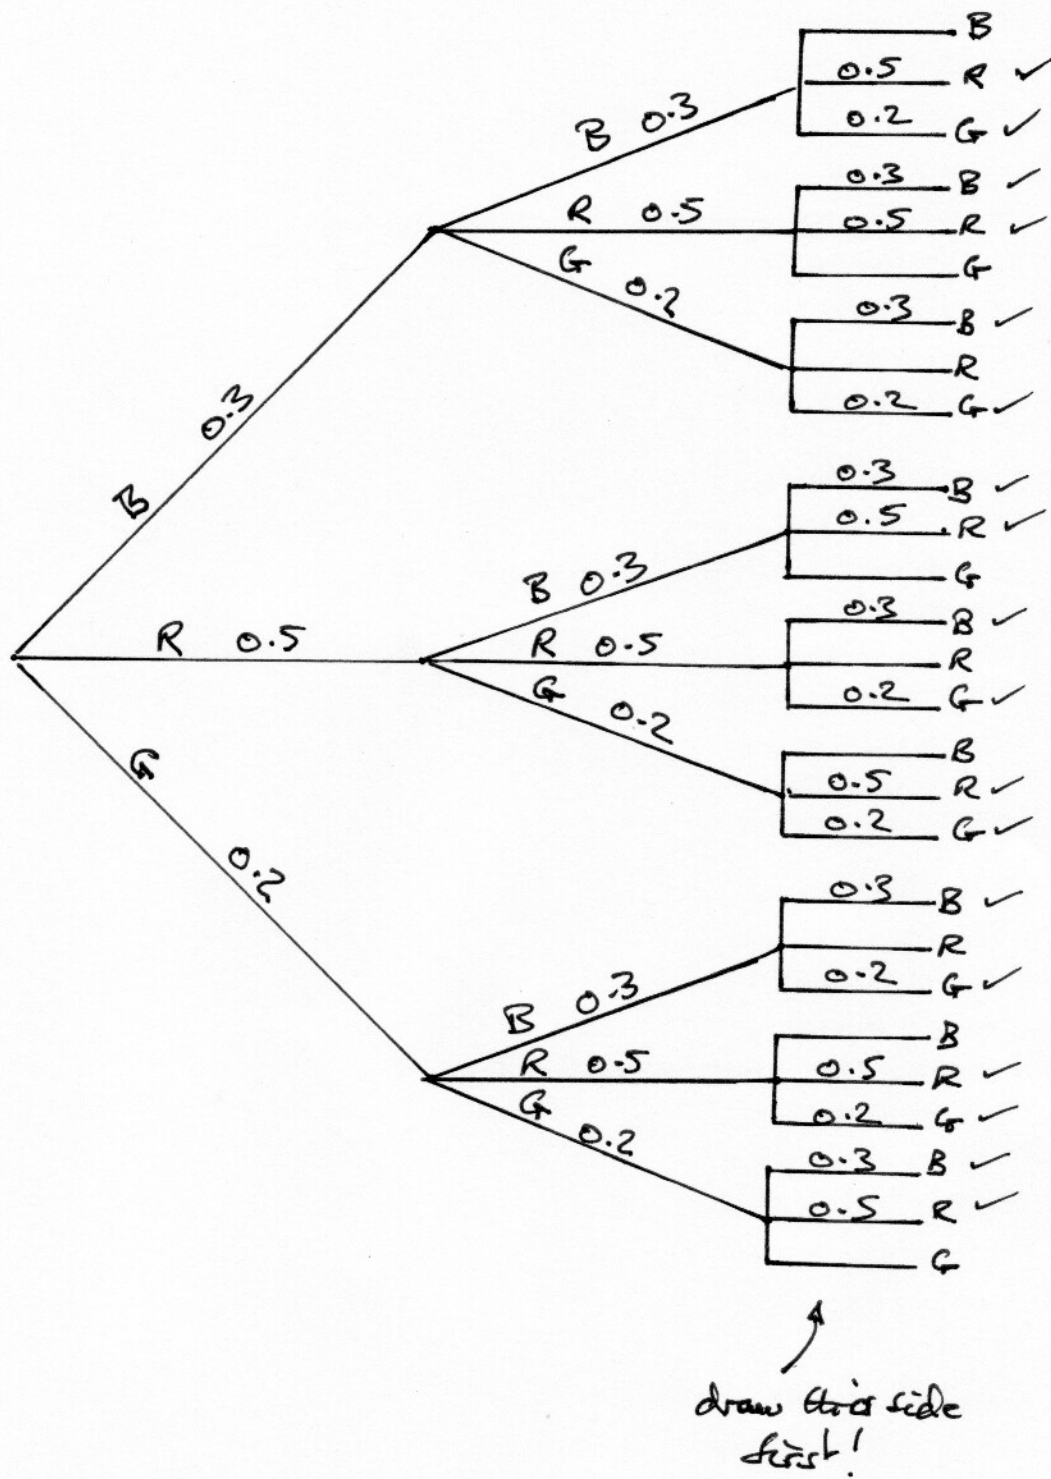 B
0.5 R ✓
B 0.3
0.2 G ✓
0.3 B ✓
R 0.5
0.5 R ✓
G
G 0.2
0.3 B ✓
R
0.2 G ✓
B 0.3
0.3 B ✓
0.5 R ✓
B 0.3
G
0.3 B ✓
R 0.5
R 0.5
R
G 0.2
0.2 G ✓
B
0.5 R ✓
0.2 G ✓
G 0.2
0.3 B ✓
R
B 0.3
0.2 G ✓
B
R 0.5
0.5 R ✓
G 0.2
0.2 G ✓
0.3 B ✓
0.5 R ✓
G
draw this side
first!